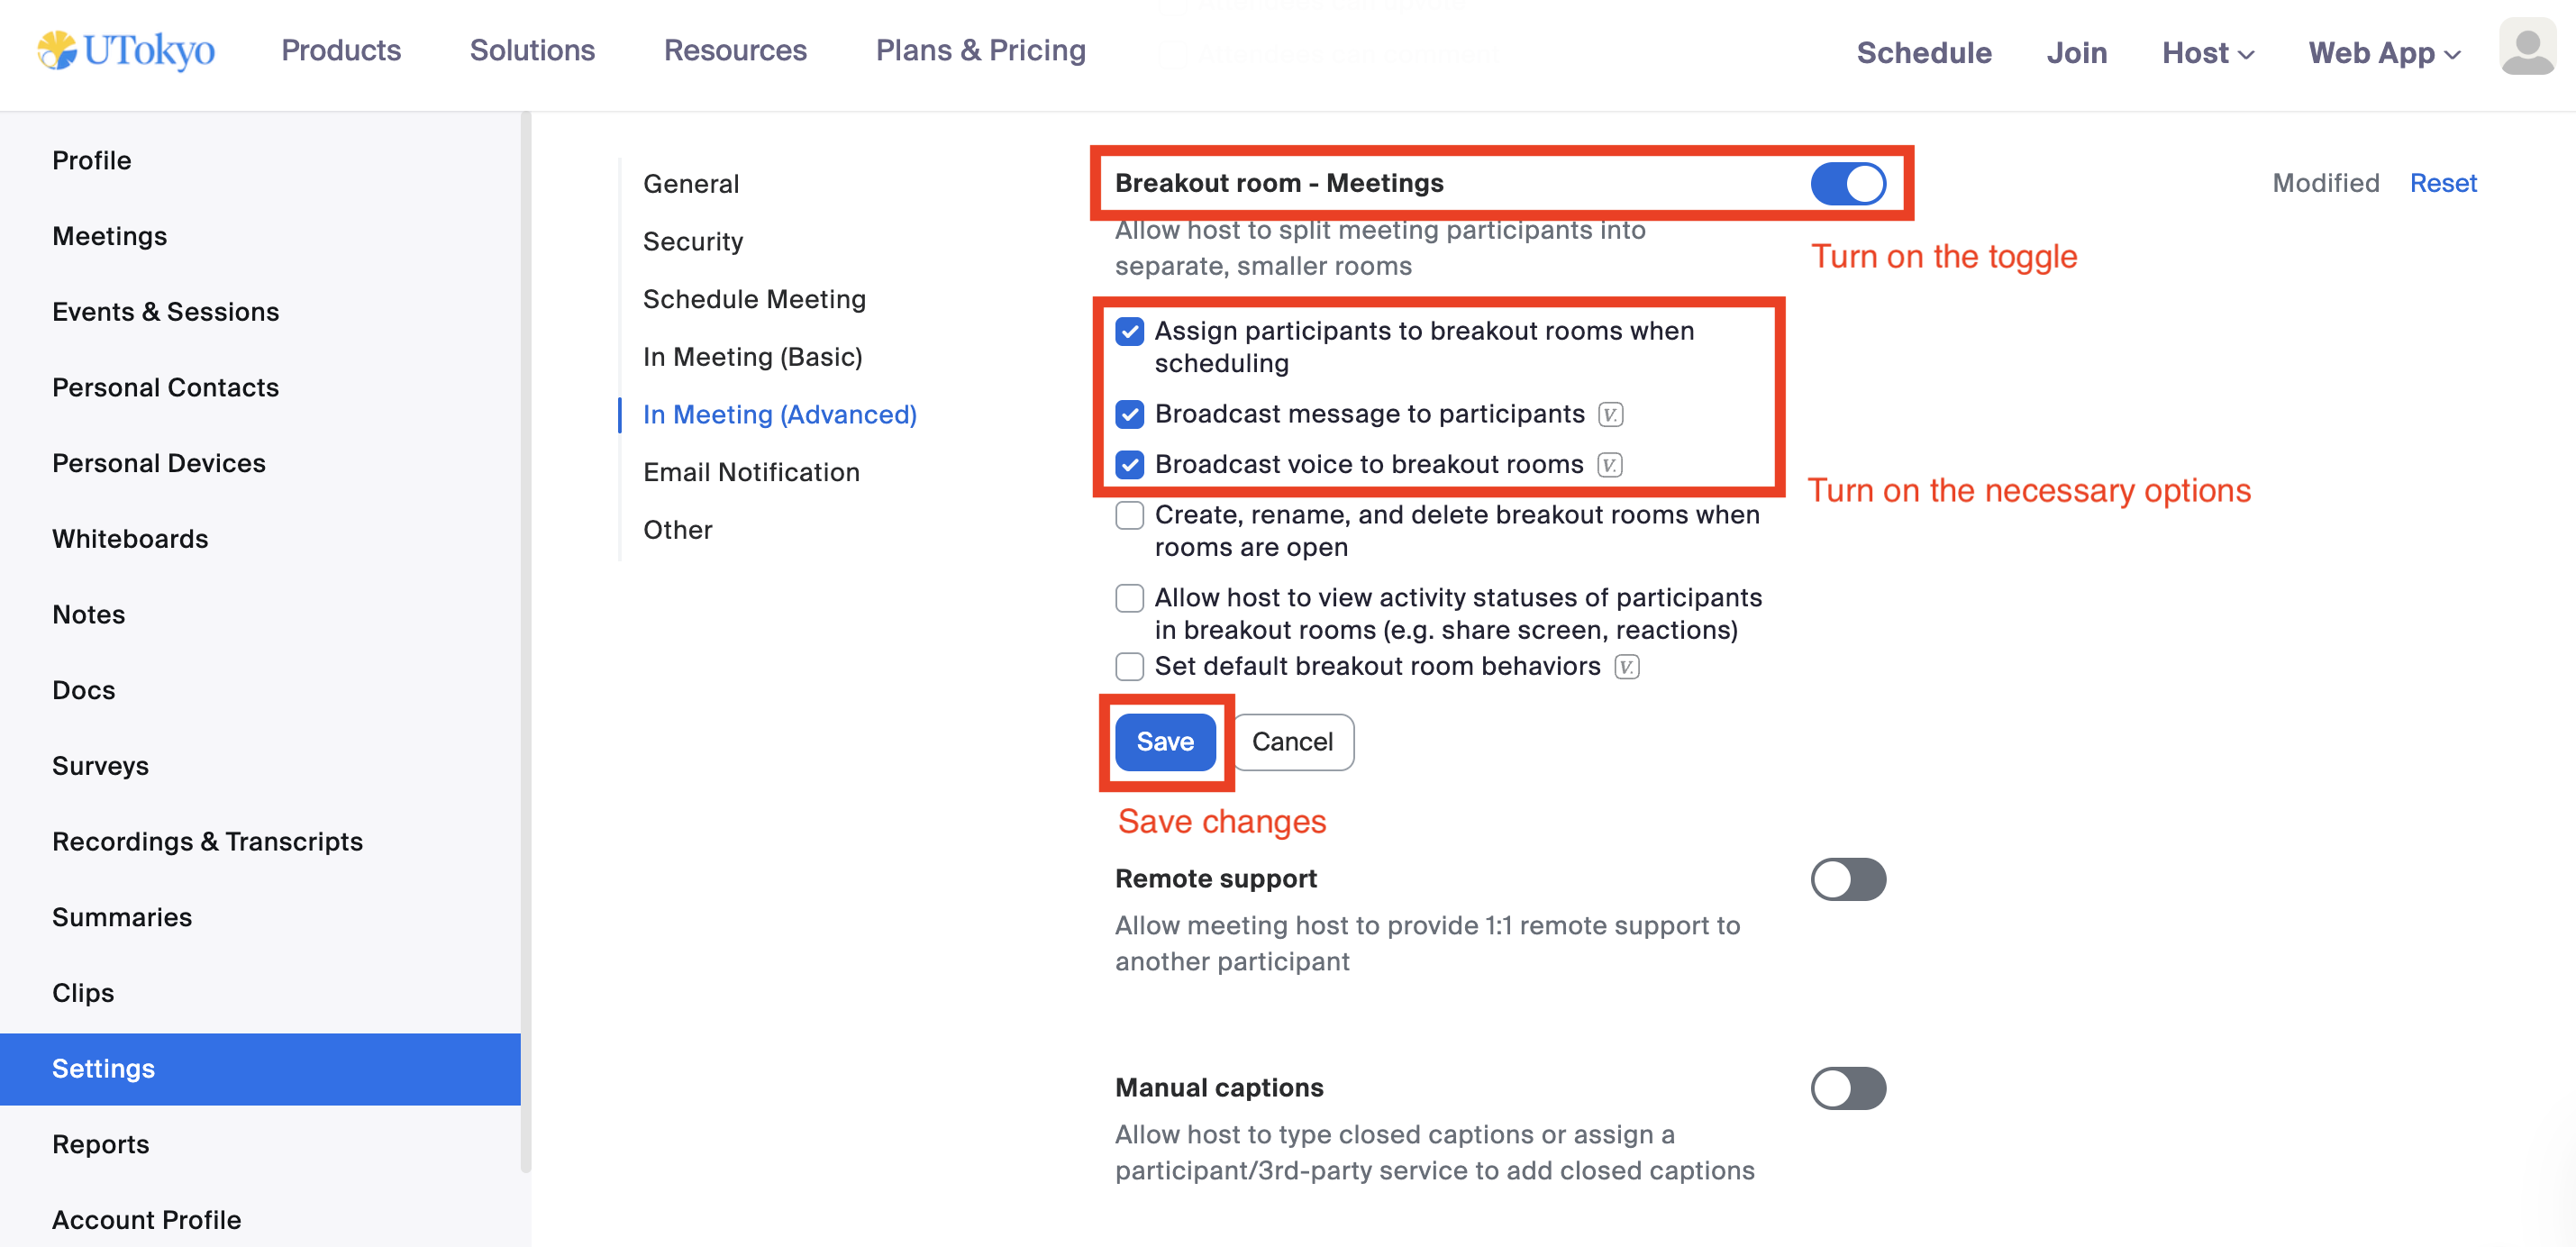 UTokyo
Products
Solutions
Resources
Plans & Pricing
Schedule
Join
Host
Web App
Profile
Meetings
Events & Sessions
Personal Contacts
Personal Devices
Whiteboards
Notes
Docs
Surveys
Recordings & Transcripts
Summaries
Clips
Settings
Reports
Account Profile
General
Security
Schedule Meeting
In Meeting (Basic)
In Meeting (Advanced)
Email Notification
Other
Breakout room - Meetings
Modified
Reset
Allow host to split meeting participants into
separate, smaller rooms
Turn on the toggle
Assign participants to breakout rooms when
scheduling
Broadcast message to participants V.
Broadcast voice to breakout rooms V.
Turn on the necessary options
Create, rename, and delete breakout rooms when
rooms are open
Allow host to view activity statuses of participants
in breakout rooms (e.g. share screen, reactions)
Set default breakout room behaviors V.
Save
Cancel
Save changes
Remote support
Allow meeting host to provide 1:1 remote support to
another participant
Manual captions
Allow host to type closed captions or assign a
participant/3rd-party service to add closed captions